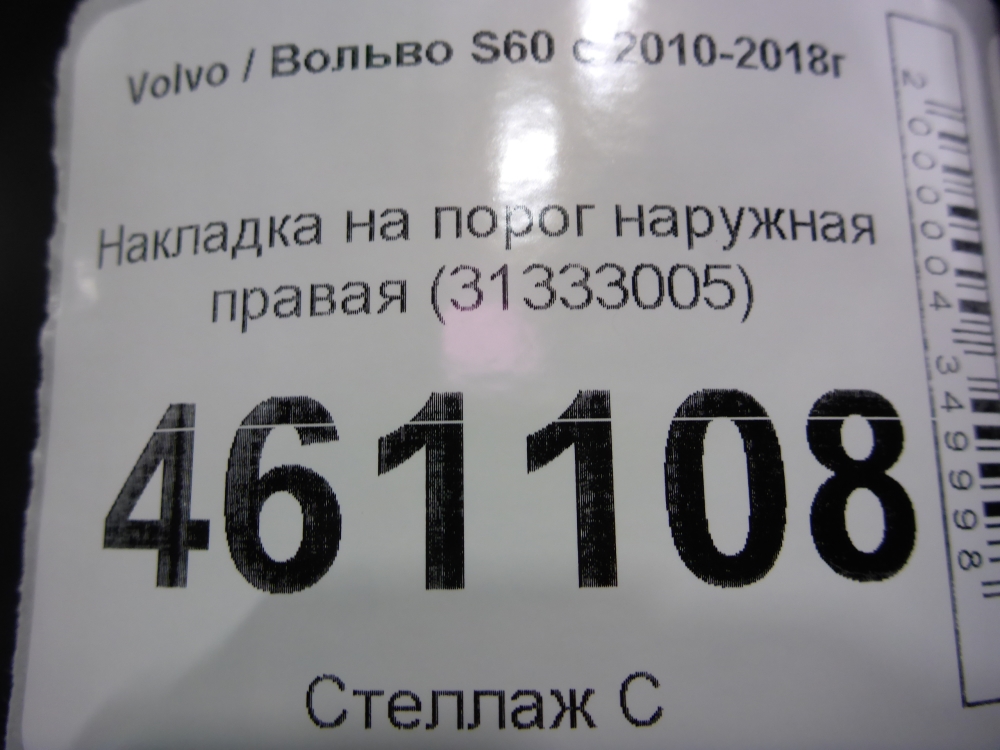 Volvo / Вольво S60 с 2010-2018г
Накладка на порог наружная
правая (31333005)
461108
Стеллаж С
2000004349998